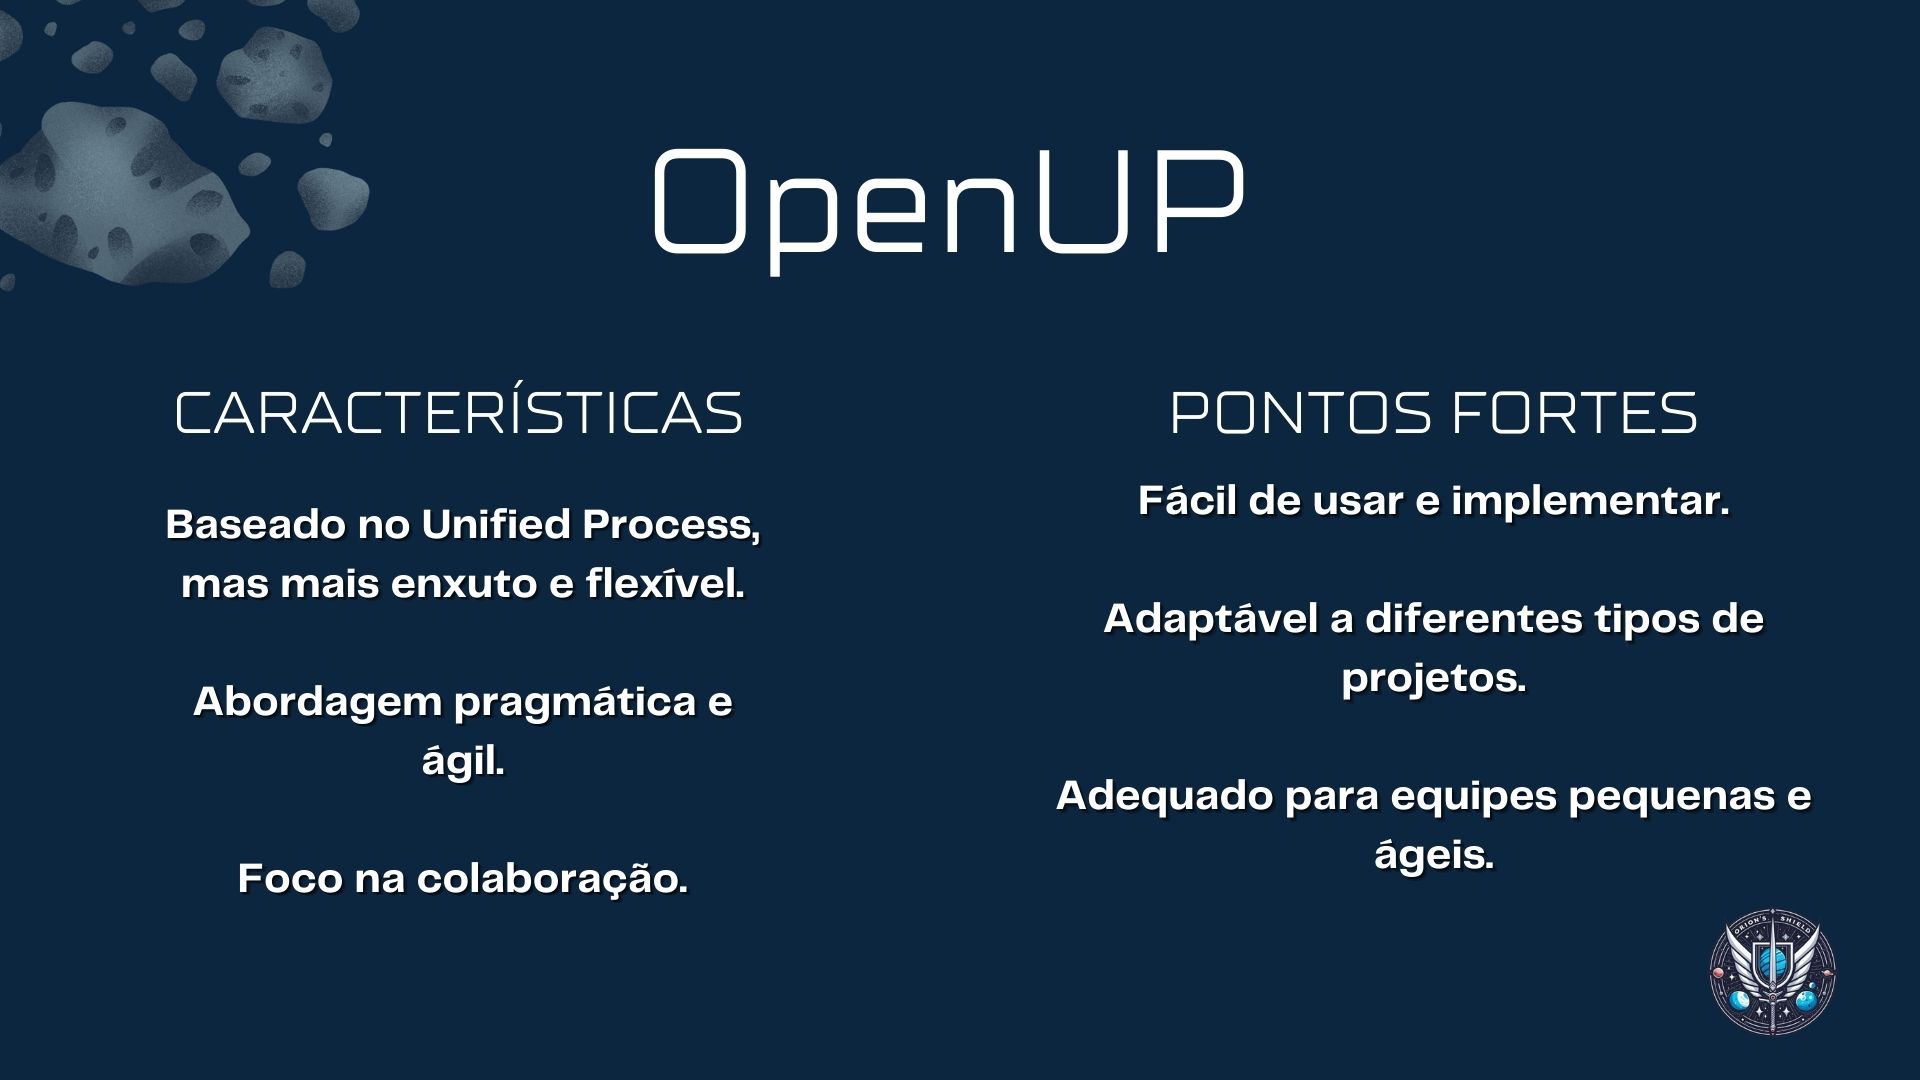 OpenUP
CARACTERÍSTICAS
Baseado no Unified Process,
mas mais enxuto e flexível.
Abordagem pragmática e
ágil.
Foco na colaboração.
PONTOS FORTES
Fácil de usar e implementar.
Adaptável a diferentes tipos de
projetos.
Adequado para equipes pequenas e
ágeis.
ORION'S SHIELD